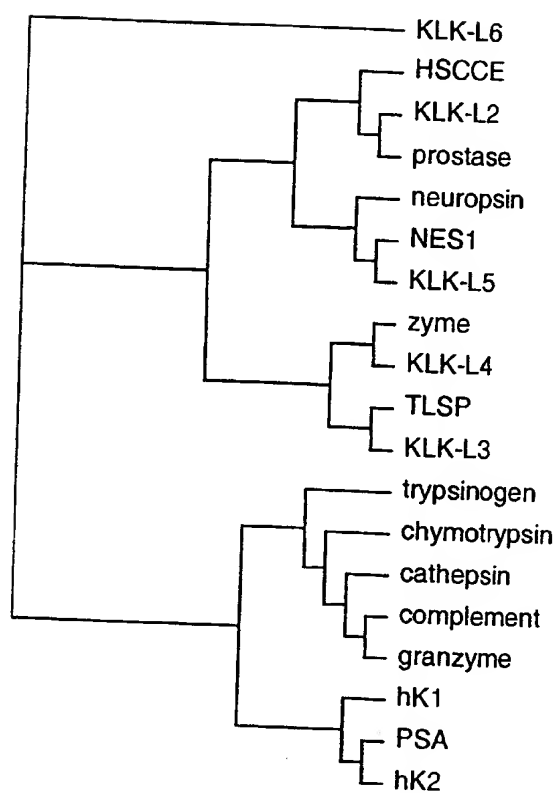 KLK-L6
HSCCE
KLK-L2
prostase
neuropsin
NES1
KLK-L5
zyme
KLK-L4
TLSP
KLK-L3
trypsinogen
chymotrypsin
cathepsin
complement
granzyme
hK1
PSA
hK2